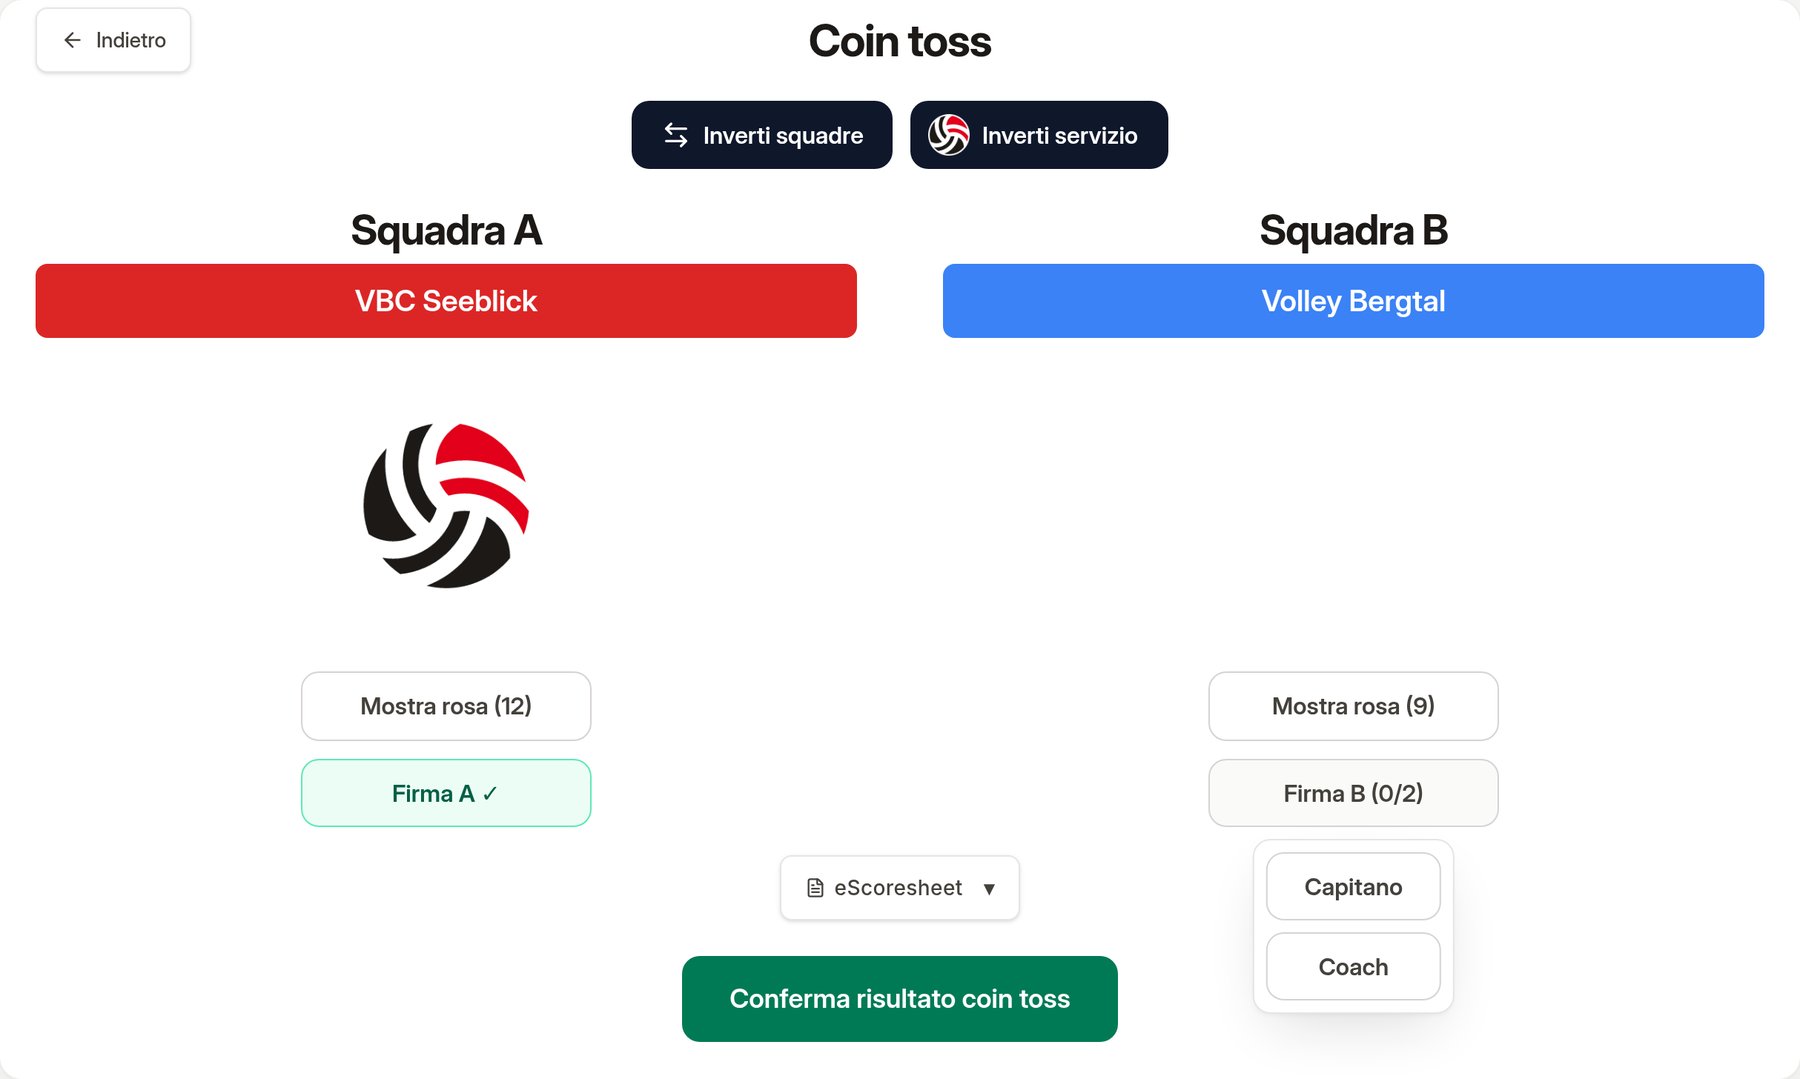 Indietro
Coin toss
Inverti squadre
Inverti servizio
Squadra A
Squadra B
VBC Seeblick
Volley Bergtal
Mostra rosa (12)
Mostra rosa (9)
Firma A ✓
Firma B (0/2)
eScoresheet ▼
Capitano
Coach
Conferma risultato coin toss